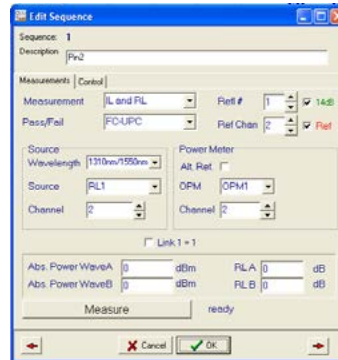 Edit Sequence
Sequence: 1
Description
Pin2
Measurements Control
Measurement IL and RL Refl # 1 14dB
Pass/Fail FC-UPC Ref Chan 2 Ref
Source Power Meter
Wavelength 1310nm/1550nm Alt. Ref.
Source RL1 OPM OPM1
Channel 2 Channel 2
Link 1 = 1
Abs. Power WaveA 0 dBm RL A 0 dB
Abs. Power WaveB 0 dBm RL B 0 dB
Measure ready
Cancel OK